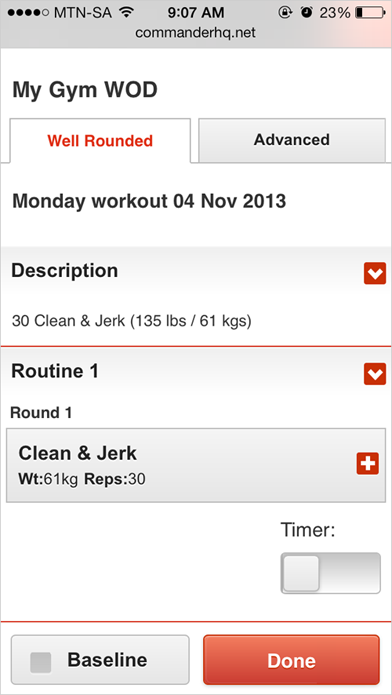 MTN-SA 9:07 AM 23%
commanderhq.net
My Gym WOD
Well Rounded Advanced
Monday workout 04 Nov 2013
Description
30 Clean & Jerk (135 lbs / 61 kgs)
Routine 1
Round 1
Clean & Jerk
Wt:61kg Reps:30
Timer:
Baseline Done